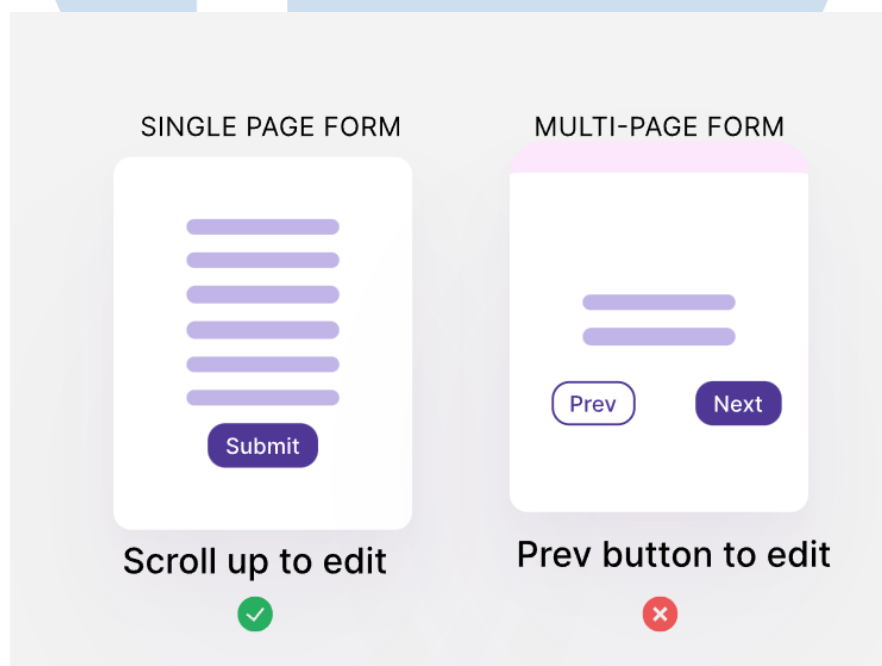 SINGLE PAGE FORM
Submit
Scroll up to edit
MULTI-PAGE FORM
Prev
Next
Prev button to edit